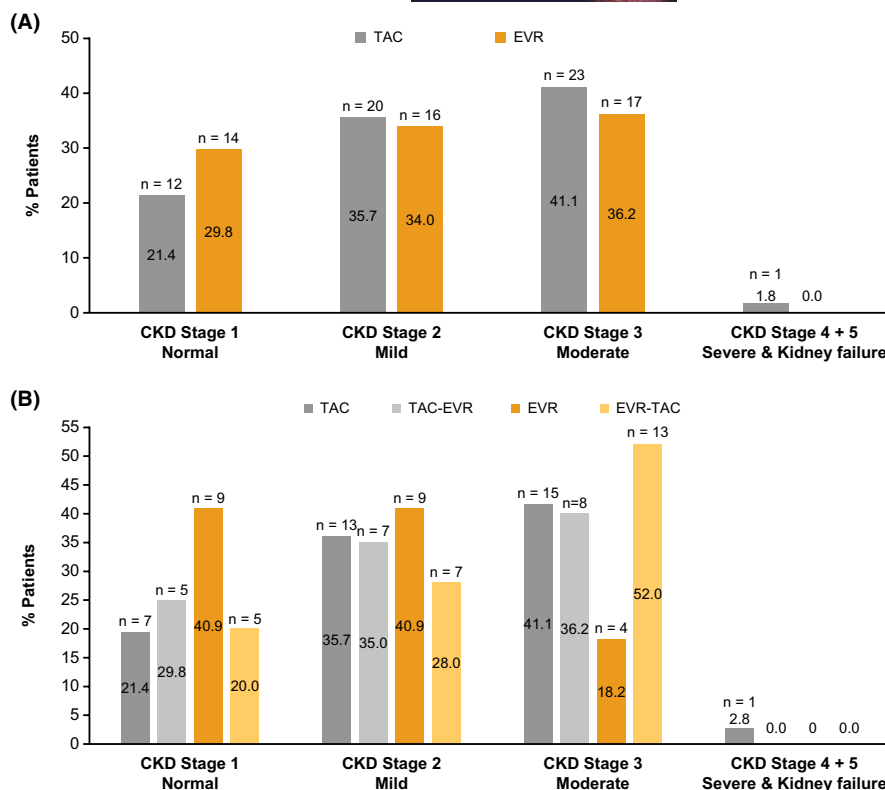 (A)
TAC EVR
50
40
30
20
10
0
% Patients
n = 12
21.4
n = 14
29.8
n = 20
35.7
n = 16
34.0
n = 23
41.1
n = 17
36.2
n = 1
1.8
0.0
CKD Stage 1
Normal
CKD Stage 2
Mild
CKD Stage 3
Moderate
CKD Stage 4 + 5
Severe & Kidney failure
(B)
TAC TAC-EVR EVR EVR-TAC
55
50
45
40
35
30
25
20
15
10
5
0
% Patients
n = 7
21.4
n = 5
29.8
n = 9
40.9
n = 5
20.0
n = 13
35.7
n = 7
35.0
n = 9
40.9
n = 7
28.0
n = 15
41.1
n=8
36.2
n = 4
18.2
n = 13
52.0
n = 1
2.8
0.0
0
0.0
CKD Stage 1
Normal
CKD Stage 2
Mild
CKD Stage 3
Moderate
CKD Stage 4 + 5
Severe & Kidney failure